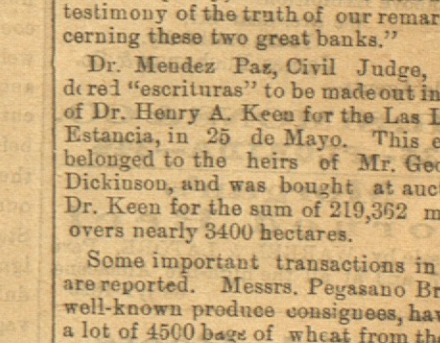 testimony of the truth of our remar
cerning these two great banks."
Dr. Mendez Paz, Civil Judge,
dered "escrituras" to be made out in
of Dr. Henry A. Keen for the Las L
Estancia, in 25 de Mayo. This e
belonged to the heirs of Mr. Geo
Dickinson, and was bought at auc
Dr. Keen for the sum of 219,362 m
overs nearly 3400 hectares.
Some important transactions in
are reported. Messrs. Pegasano Br
well-known produce consignees, hav
a lot of 4500 bags of wheat from th